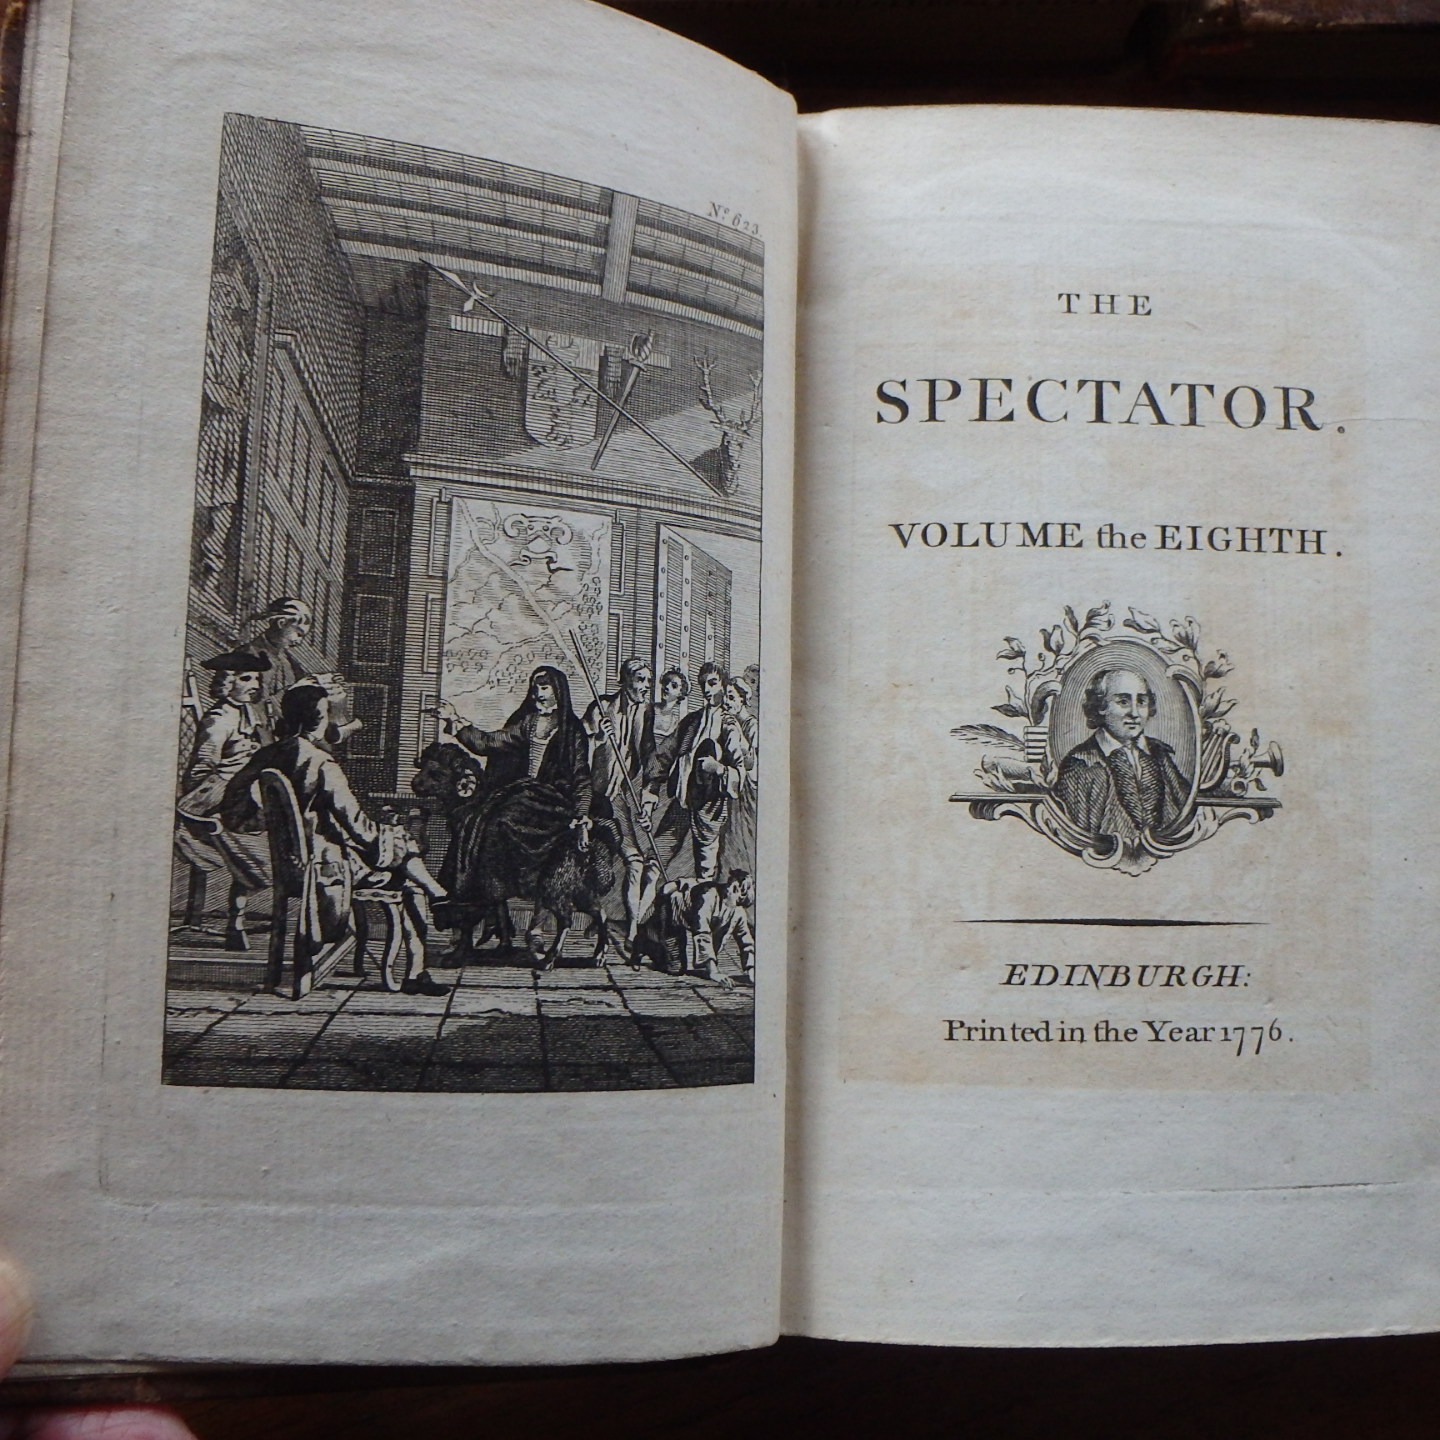 Nº. 623.
THE
SPECTATOR.
VOLUME the EIGHTH.
EDINBURGH:
Printed in the Year 1776.